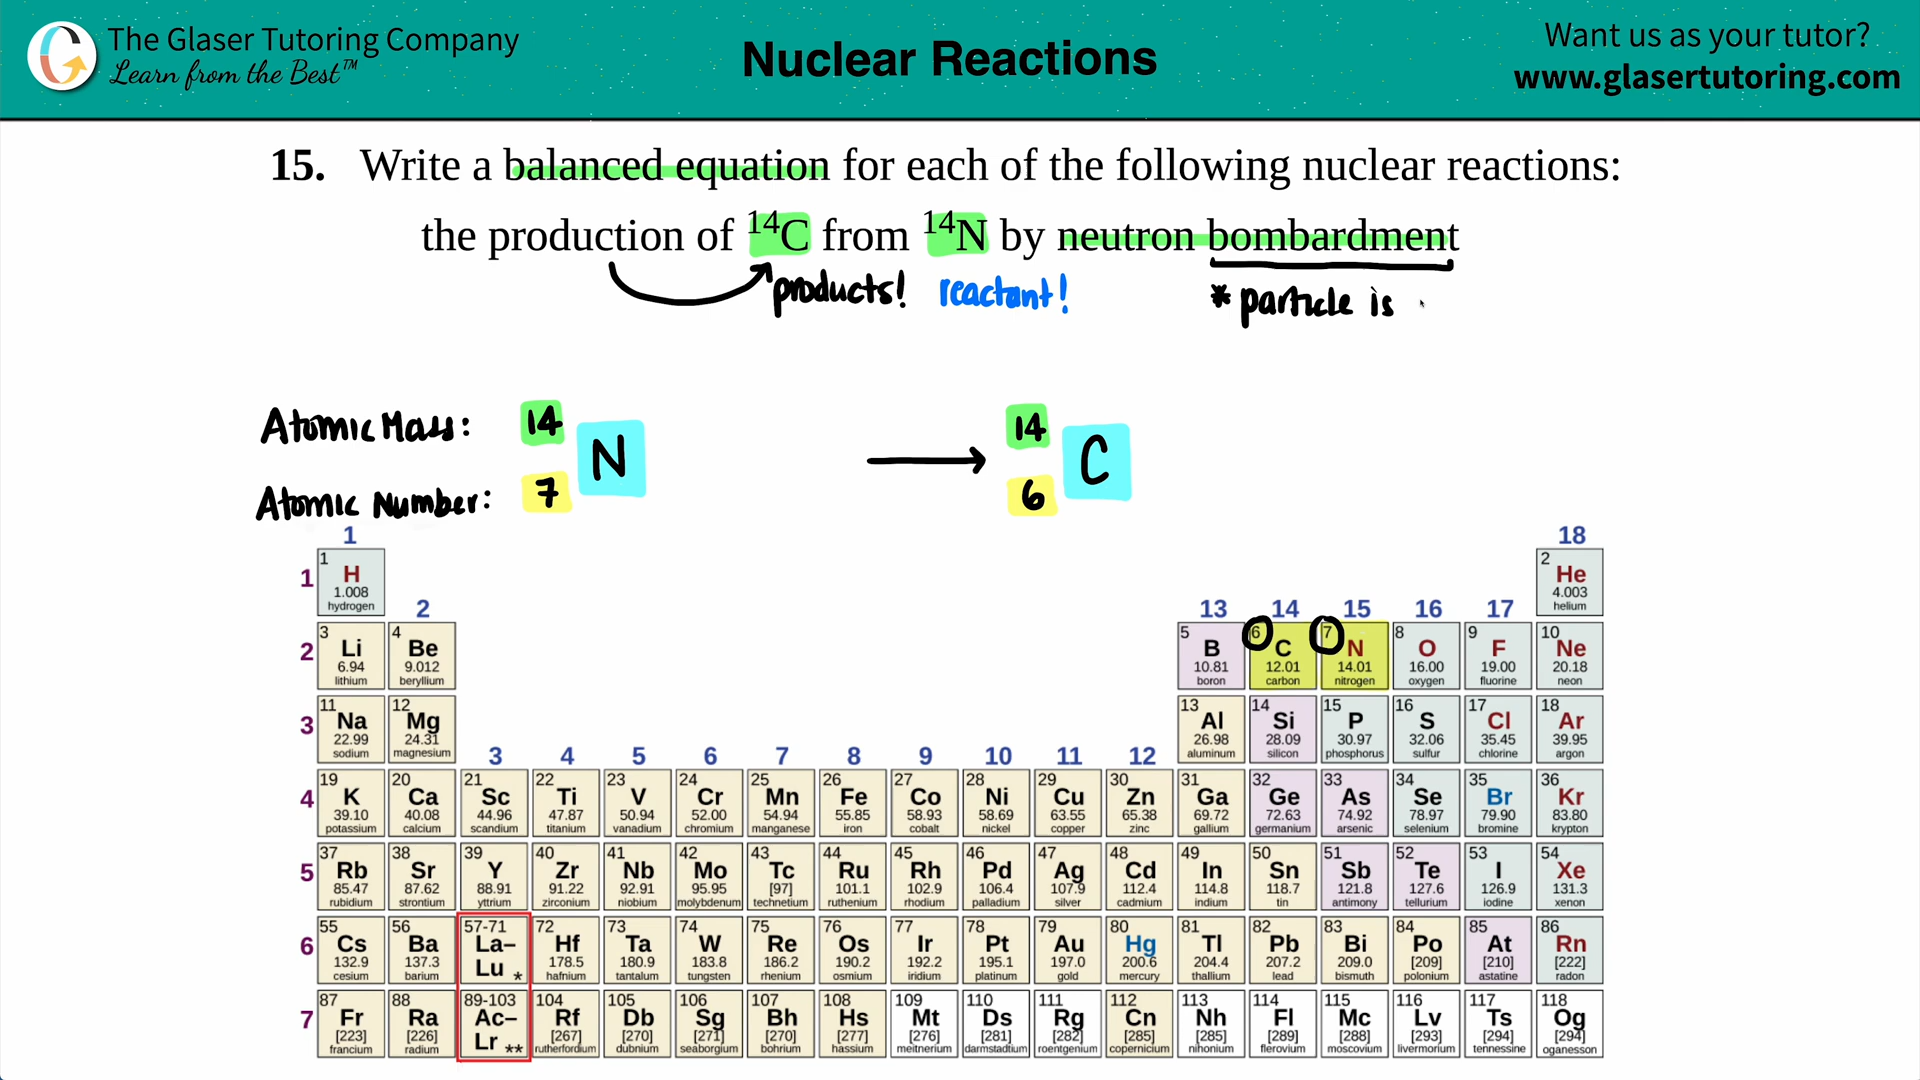 The Glaser Tutoring Company
Learn from the Best™
Nuclear Reactions
Want us as your tutor?
www.glasertutoring.com
15. Write a balanced equation for each of the following nuclear reactions:
the production of ¹⁴C from ¹⁴N by neutron bombardment
products! reactant! * particle is
Atomic Mass: 14 N → 14 C
Atomic Number: 7 6
1 18
1 1 H 1.008 hydrogen 2 He 4.003 helium
2 13 14 15 16 17
2 3 Li 6.94 lithium 4 Be 9.012 beryllium 5 B 10.81 boron 6 C 12.01 carbon 7 N 14.01 nitrogen 8 O 16.00 oxygen 9 F 19.00 fluorine 10 Ne 20.18 neon
3 11 Na 22.99 sodium 12 Mg 24.31 magnesium 13 Al 26.98 aluminum 14 Si 28.09 silicon 15 P 30.97 phosphorus 16 S 32.06 sulfur 17 Cl 35.45 chlorine 18 Ar 39.95 argon
3 4 5 6 7 8 9 10 11 12
4 19 K 39.10 potassium 20 Ca 40.08 calcium 21 Sc 44.96 scandium 22 Ti 47.87 titanium 23 V 50.94 vanadium 24 Cr 52.00 chromium 25 Mn 54.94 manganese 26 Fe 55.85 iron 27 Co 58.93 cobalt 28 Ni 58.69 nickel 29 Cu 63.55 copper 30 Zn 65.38 zinc 31 Ga 69.72 gallium 32 Ge 72.63 germanium 33 As 74.92 arsenic 34 Se 78.97 selenium 35 Br 79.90 bromine 36 Kr 83.80 krypton
5 37 Rb 85.47 rubidium 38 Sr 87.62 strontium 39 Y 88.91 yttrium 40 Zr 91.22 zirconium 41 Nb 92.91 niobium 42 Mo 95.95 molybdenum 43 Tc [97] technetium 44 Ru 101.1 ruthenium 45 Rh 102.9 rhodium 46 Pd 106.4 palladium 47 Ag 107.9 silver 48 Cd 112.4 cadmium 49 In 114.8 indium 50 Sn 118.7 tin 51 Sb 121.8 antimony 52 Te 127.6 tellurium 53 I 126.9 iodine 54 Xe 131.3 xenon
6 55 Cs 132.9 cesium 56 Ba 137.3 barium 57-71 La– Lu * 72 Hf 178.5 hafnium 73 Ta 180.9 tantalum 74 W 183.8 tungsten 75 Re 186.2 rhenium 76 Os 190.2 osmium 77 Ir 192.2 iridium 78 Pt 195.1 platinum 79 Au 197.0 gold 80 Hg 200.6 mercury 81 Tl 204.4 thallium 82 Pb 207.2 lead 83 Bi 209.0 bismuth 84 Po [209] polonium 85 At [210] astatine 86 Rn [222] radon
7 87 Fr [223] francium 88 Ra [226] radium 89-103 Ac– Lr ** 104 Rf [267] rutherfordium 105 Db [270] dubnium 106 Sg [271] seaborgium 107 Bh [270] bohrium 108 Hs [277] hassium 109 Mt [276] meitnerium 110 Ds [281] darmstadtium 111 Rg [282] roentgenium 112 Cn [285] copernicium 113 Nh [285] nihonium 114 Fl [289] flerovium 115 Mc [288] moscovium 116 Lv [293] livermorium 117 Ts [294] tennessine 118 Og [294] oganesson